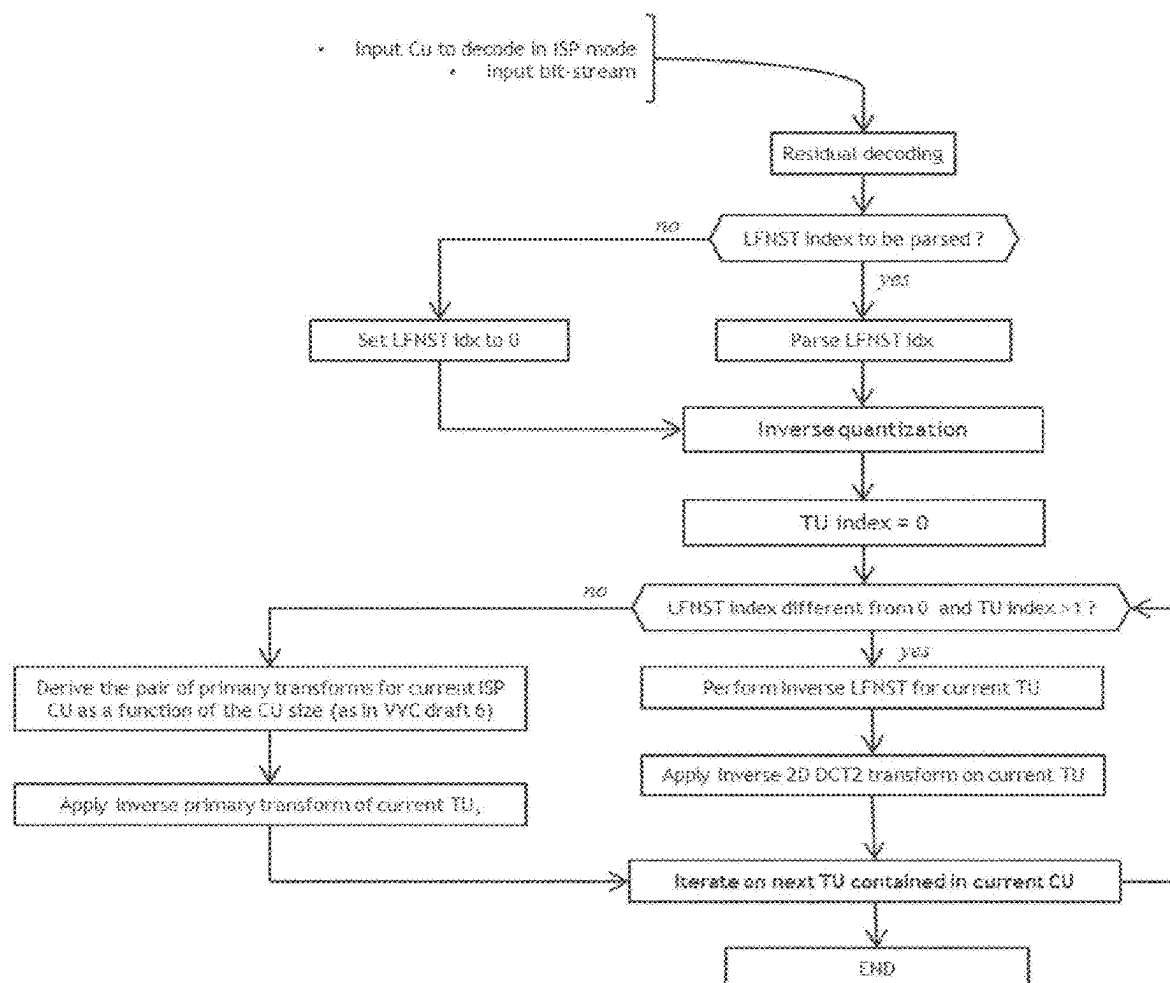 • Input Cu to decode in ISP mode
• Input bit-stream
Residual decoding
LFNST index to be parsed ?
no
yes
Set LFNST idx to 0
Parse LFNST idx
Inverse quantization
TU index = 0
no
LFNST index different from 0 and TU index >1 ?
yes
Derive the pair of primary transforms for current ISP
CU as a function of the CU size (as in VVC draft 6)
Perform inverse LFNST for current TU
Apply inverse 2D DCT2 transform on current TU
Apply inverse primary transform of current TU,
Iterate on next TU contained in current CU
END